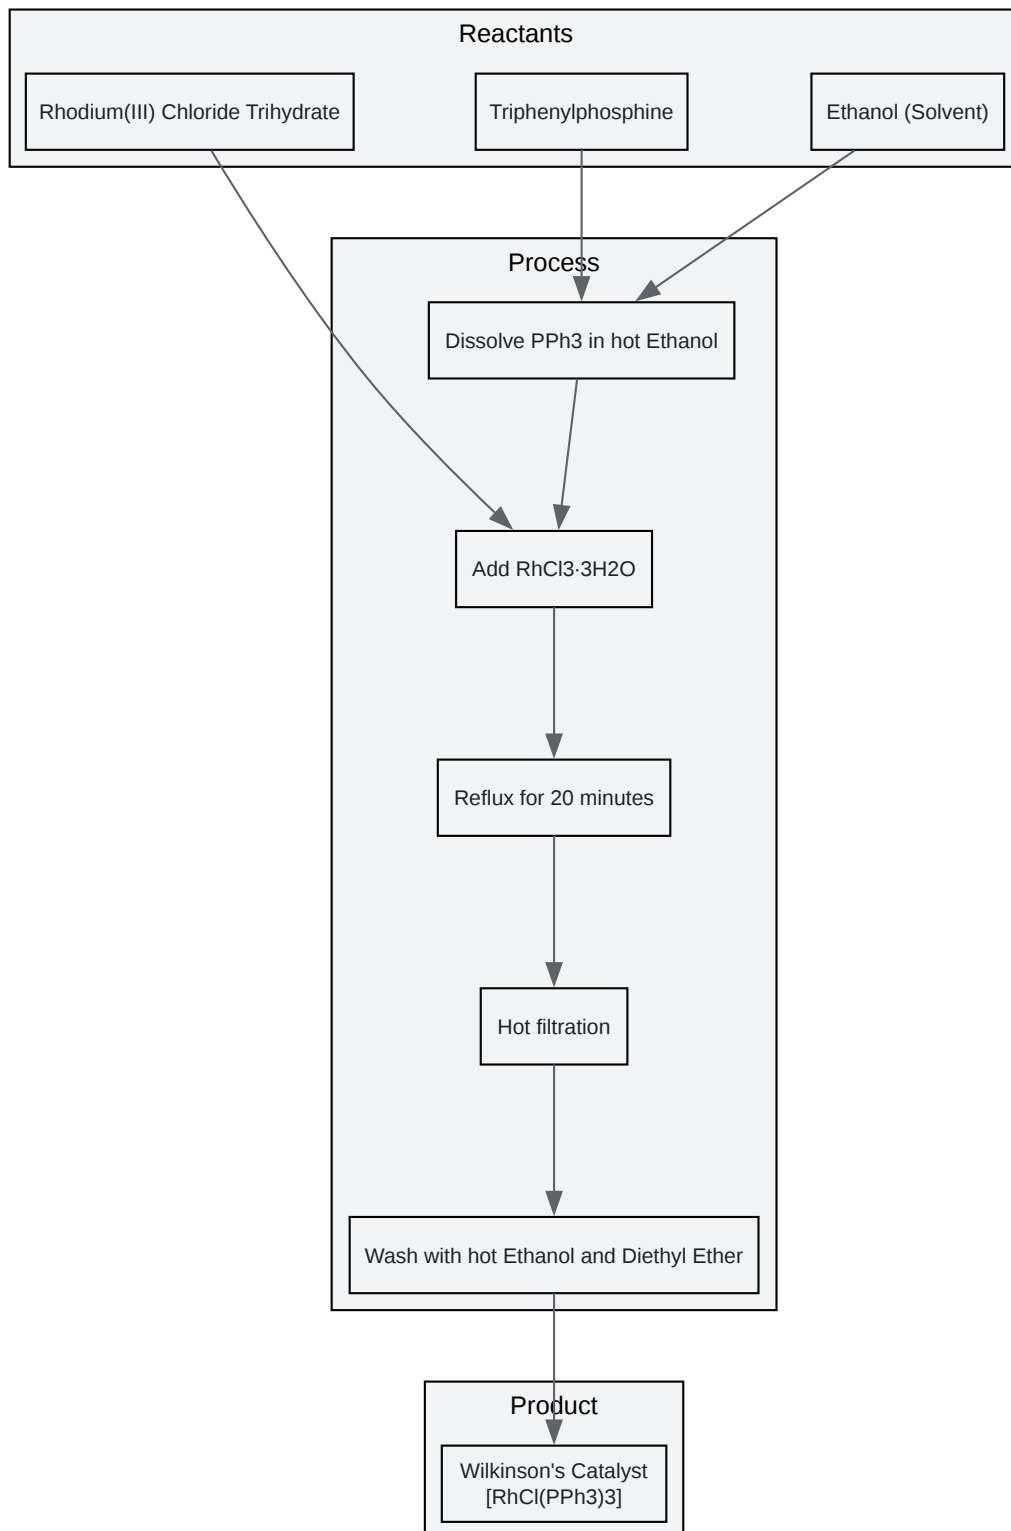 Reactants
Rhodium(III) Chloride Trihydrate
Triphenylphosphine
Ethanol (Solvent)
Process
Dissolve PPh3 in hot Ethanol
Add RhCl3·3H2O
Reflux for 20 minutes
Hot filtration
Wash with hot Ethanol and Diethyl Ether
Product
Wilkinson's Catalyst
[RhCl(PPh3)3]